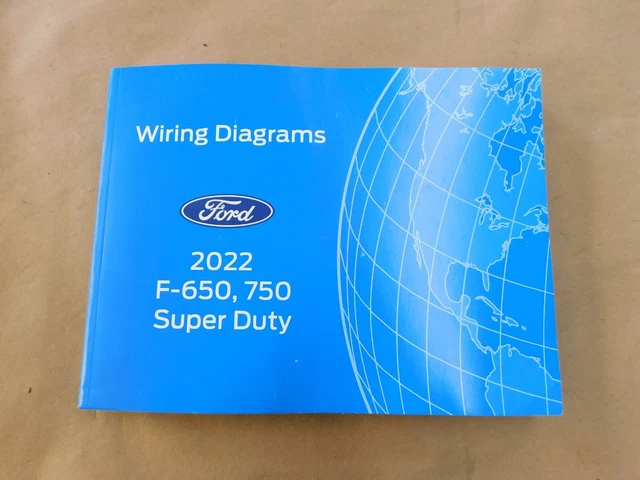 Wiring Diagrams
Ford
2022
F-650, 750
Super Duty